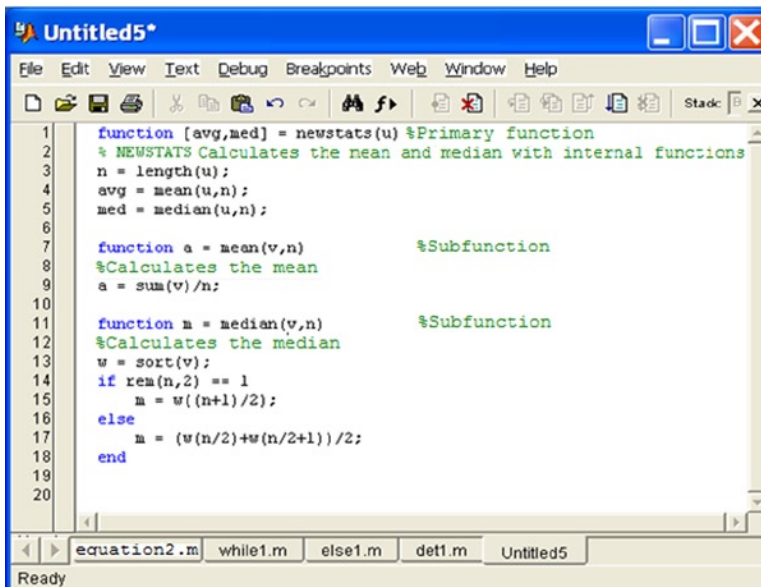 Untitled5*
File Edit View Text Debug Breakpoints Web Window Help
Stack: B
1 function [avg,med] = newstats(u) %Primary function
2 % NEWSTATS Calculates the mean and median with internal functions
3 n = length(u);
4 avg = mean(u,n);
5 med = median(u,n);
6
7 function a = mean(v,n) %Subfunction
8 %Calculates the mean
9 a = sum(v)/n;
10
11 function m = median(v,n) %Subfunction
12 %Calculates the median
13 w = sort(v);
14 if rem(n,2) == 1
15 m = w((n+1)/2);
16 else
17 m = (w(n/2)+w(n/2+1))/2;
18 end
19
20
equation2.m while1.m else1.m det1.m Untitled5
Ready